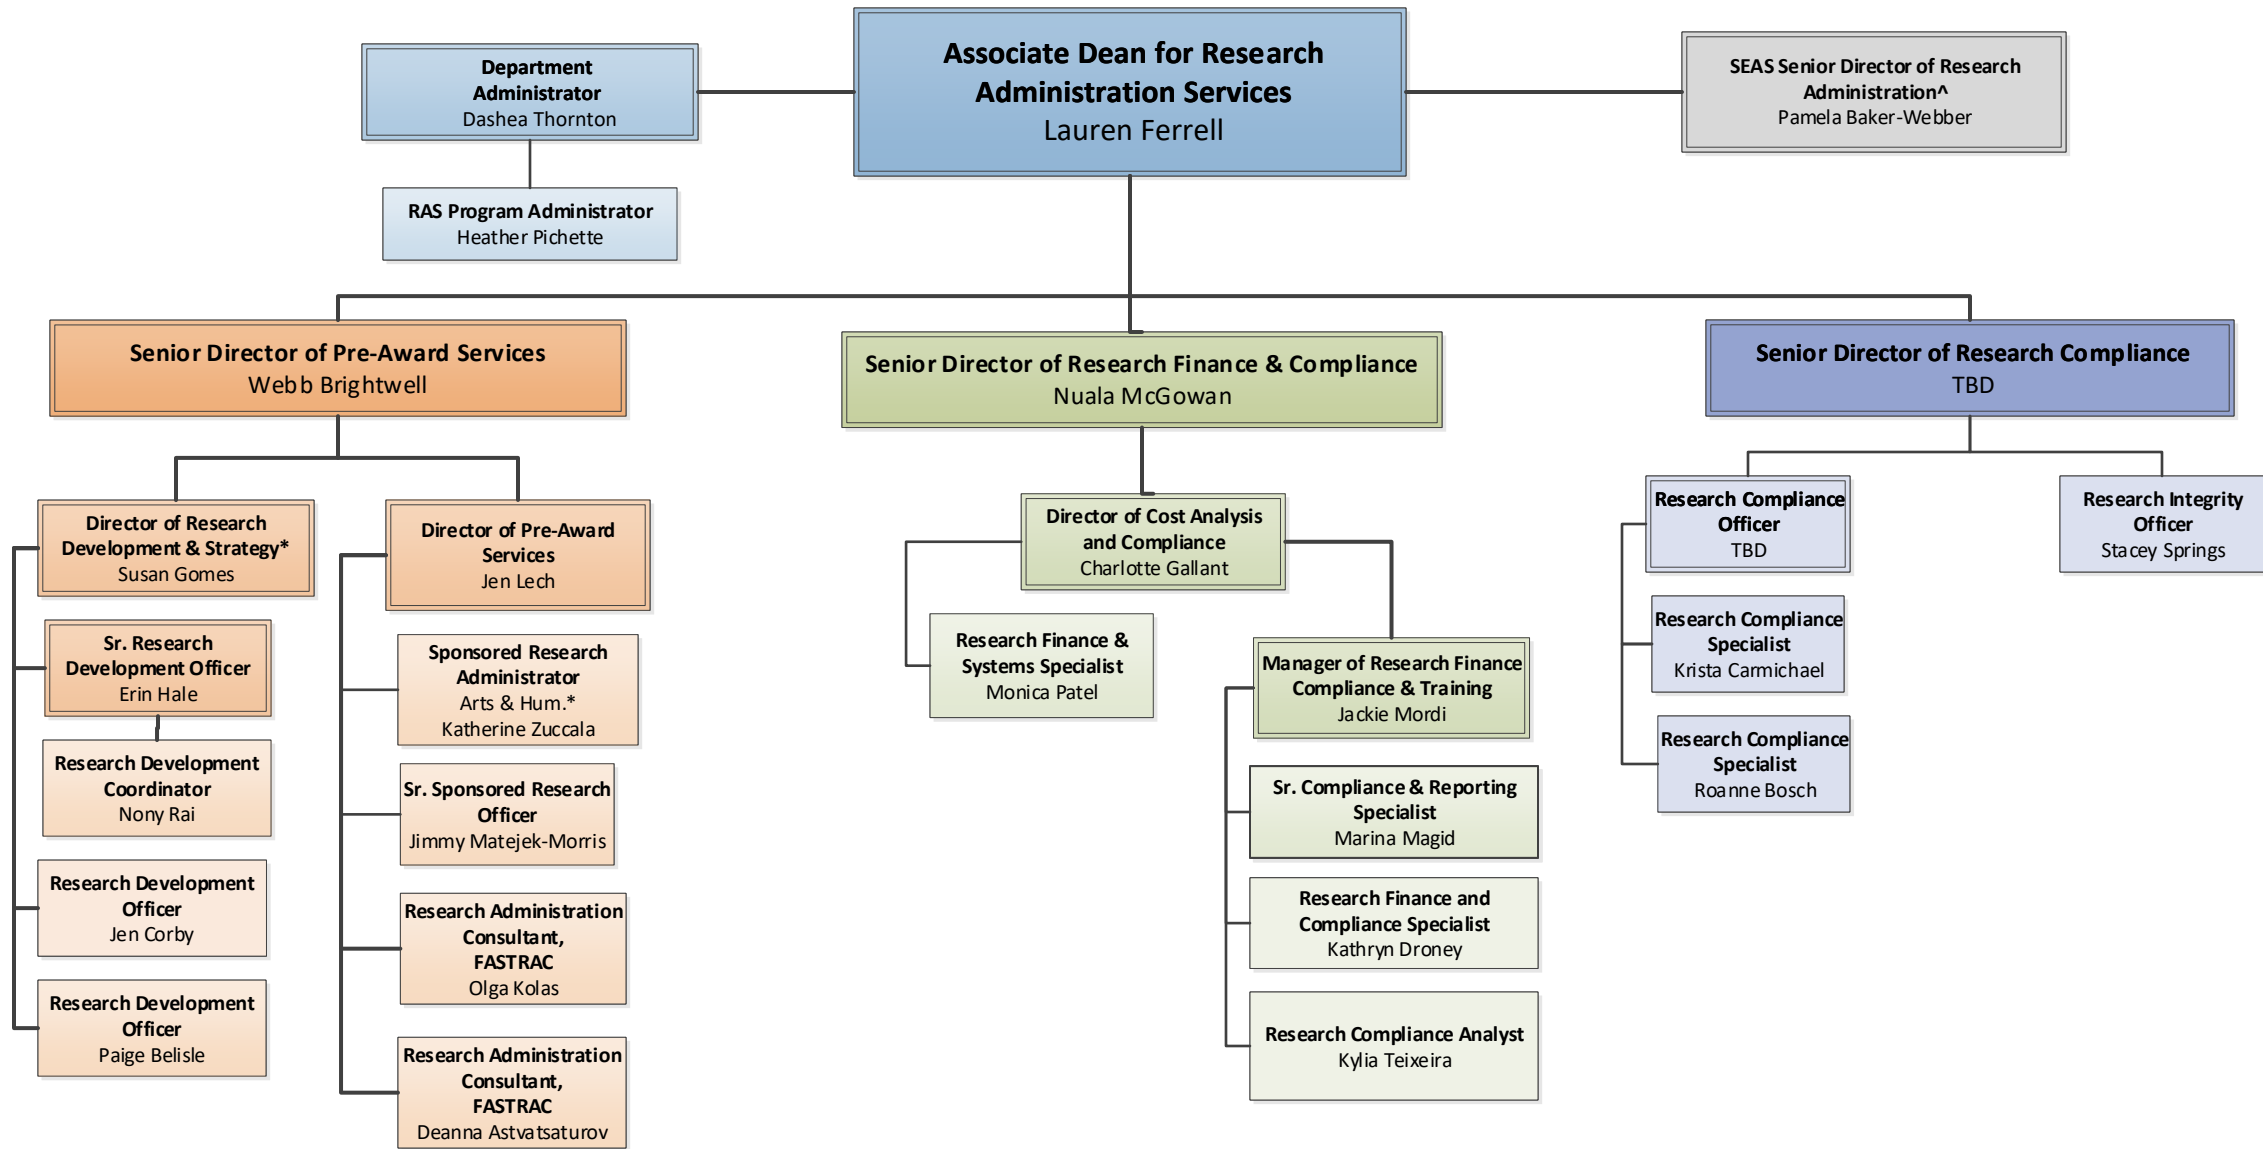 Department
Administrator
Dashea Thornton
Associate Dean for Research
Administration Services
Lauren Ferrell
SEAS Senior Director of Research
Administration^
Pamela Baker-Webber
RAS Program Administrator
Heather Pichette
Senior Director of Pre-Award Services
Webb Brightwell
Senior Director of Research Finance & Compliance
Nuala McGowan
Senior Director of Research Compliance
TBD
Director of Research
Development & Strategy*
Susan Gomes
Sr. Research
Development Officer
Erin Hale
Research Development
Coordinator
Nony Rai
Research Development
Officer
Jen Corby
Research Development
Officer
Paige Belisle
Director of Pre-Award
Services
Jen Lech
Sponsored Research
Administrator
Arts & Hum.*
Katherine Zuccala
Sr. Sponsored Research
Officer
Jimmy Matejek-Morris
Research Administration
Consultant,
FASTRAC
Olga Kolas
Research Administration
Consultant,
FASTRAC
Deanna Astvatsaturov
Director of Cost Analysis
and Compliance
Charlotte Gallant
Research Finance &
Systems Specialist
Monica Patel
Manager of Research Finance
Compliance & Training
Jackie Mordi
Sr. Compliance & Reporting
Specialist
Marina Magid
Research Finance and
Compliance Specialist
Kathryn Droney
Research Compliance Analyst
Kylia Teixeira
Research Compliance
Officer
TBD
Research Compliance
Specialist
Krista Carmichael
Research Compliance
Specialist
Roanne Bosch
Research Integrity
Officer
Stacey Springs